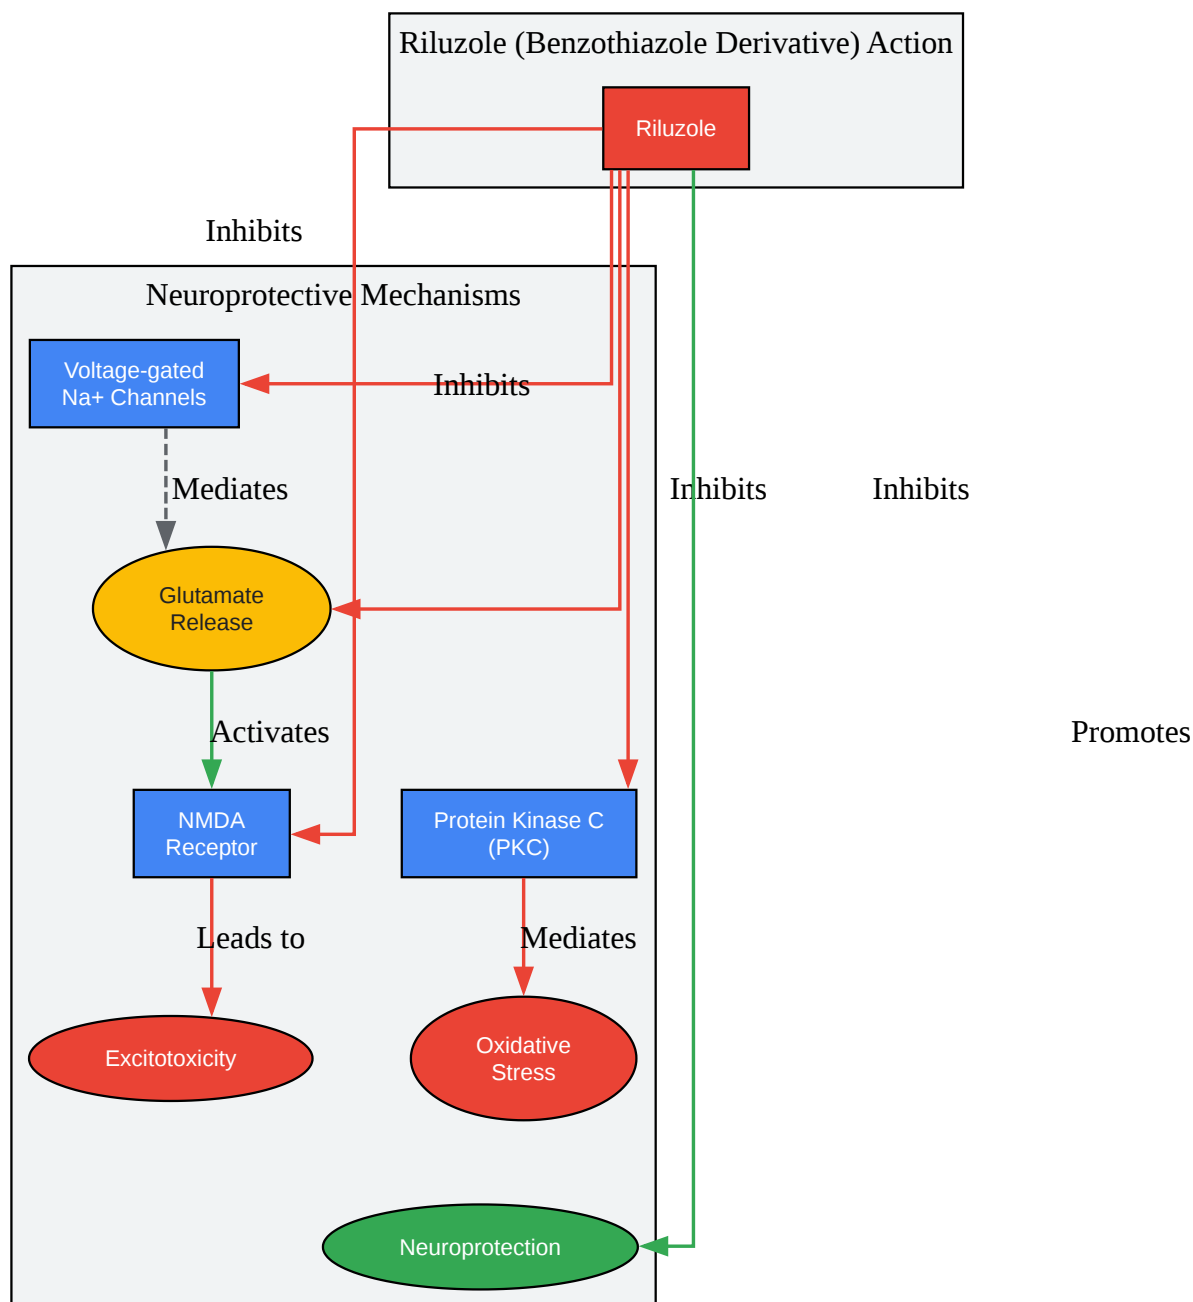 Riluzole (Benzothiazole Derivative) Action
Riluzole
Inhibits
Neuroprotective Mechanisms
Voltage-gated
Na+ Channels
Inhibits
Mediates
Inhibits
Inhibits
Glutamate
Release
Activates
Promotes
NMDA
Receptor
Protein Kinase C
(PKC)
Leads to
Mediates
Excitotoxicity
Oxidative
Stress
Neuroprotection